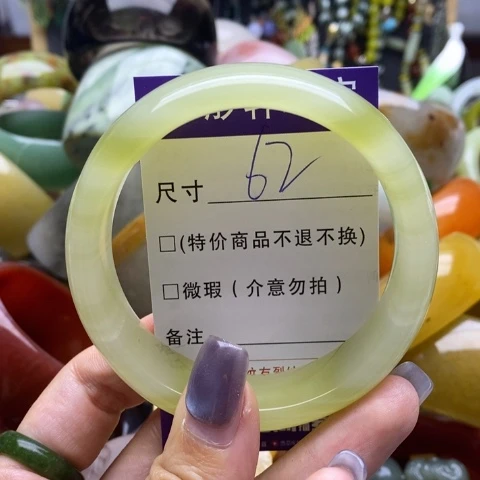 尺寸 62
□(特价商品不退不换)
□微瑕(介意勿拍)
备注